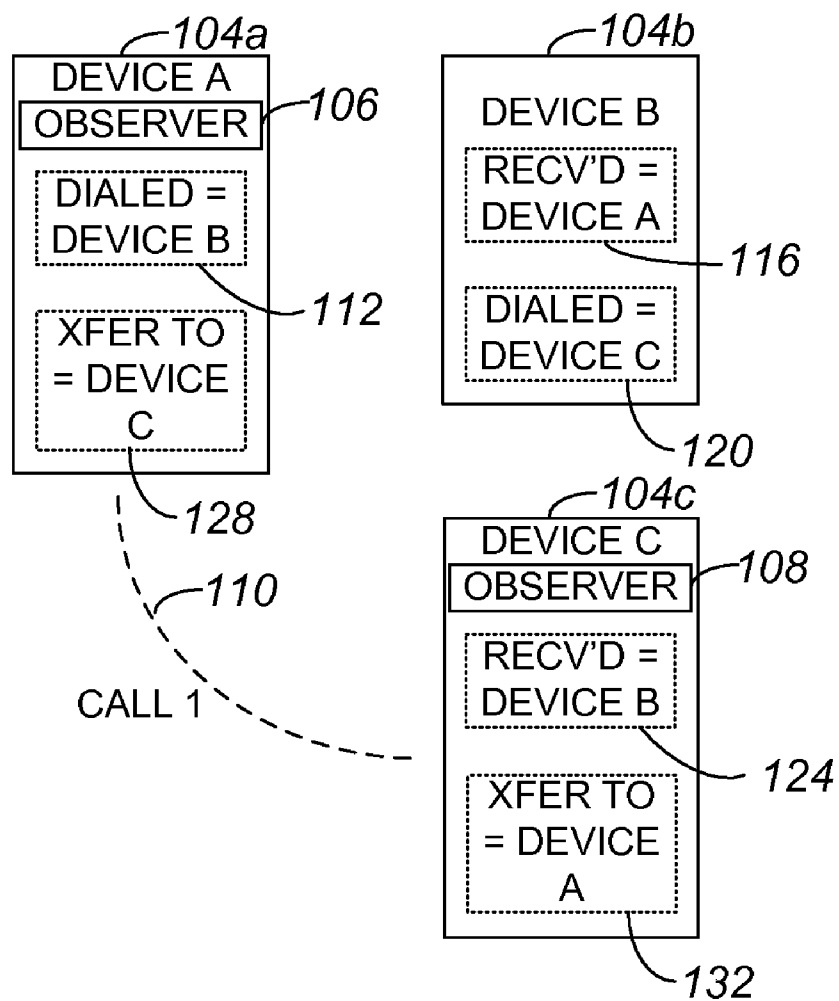 104a
DEVICE A
OBSERVER
106
DIALED =
DEVICE B
112
XFER TO
= DEVICE
C
128
104b
DEVICE B
RECV'D =
DEVICE A
116
DIALED =
DEVICE C
120
110
CALL 1
104c
DEVICE C
OBSERVER
108
RECV'D =
DEVICE B
124
XFER TO
= DEVICE
A
132